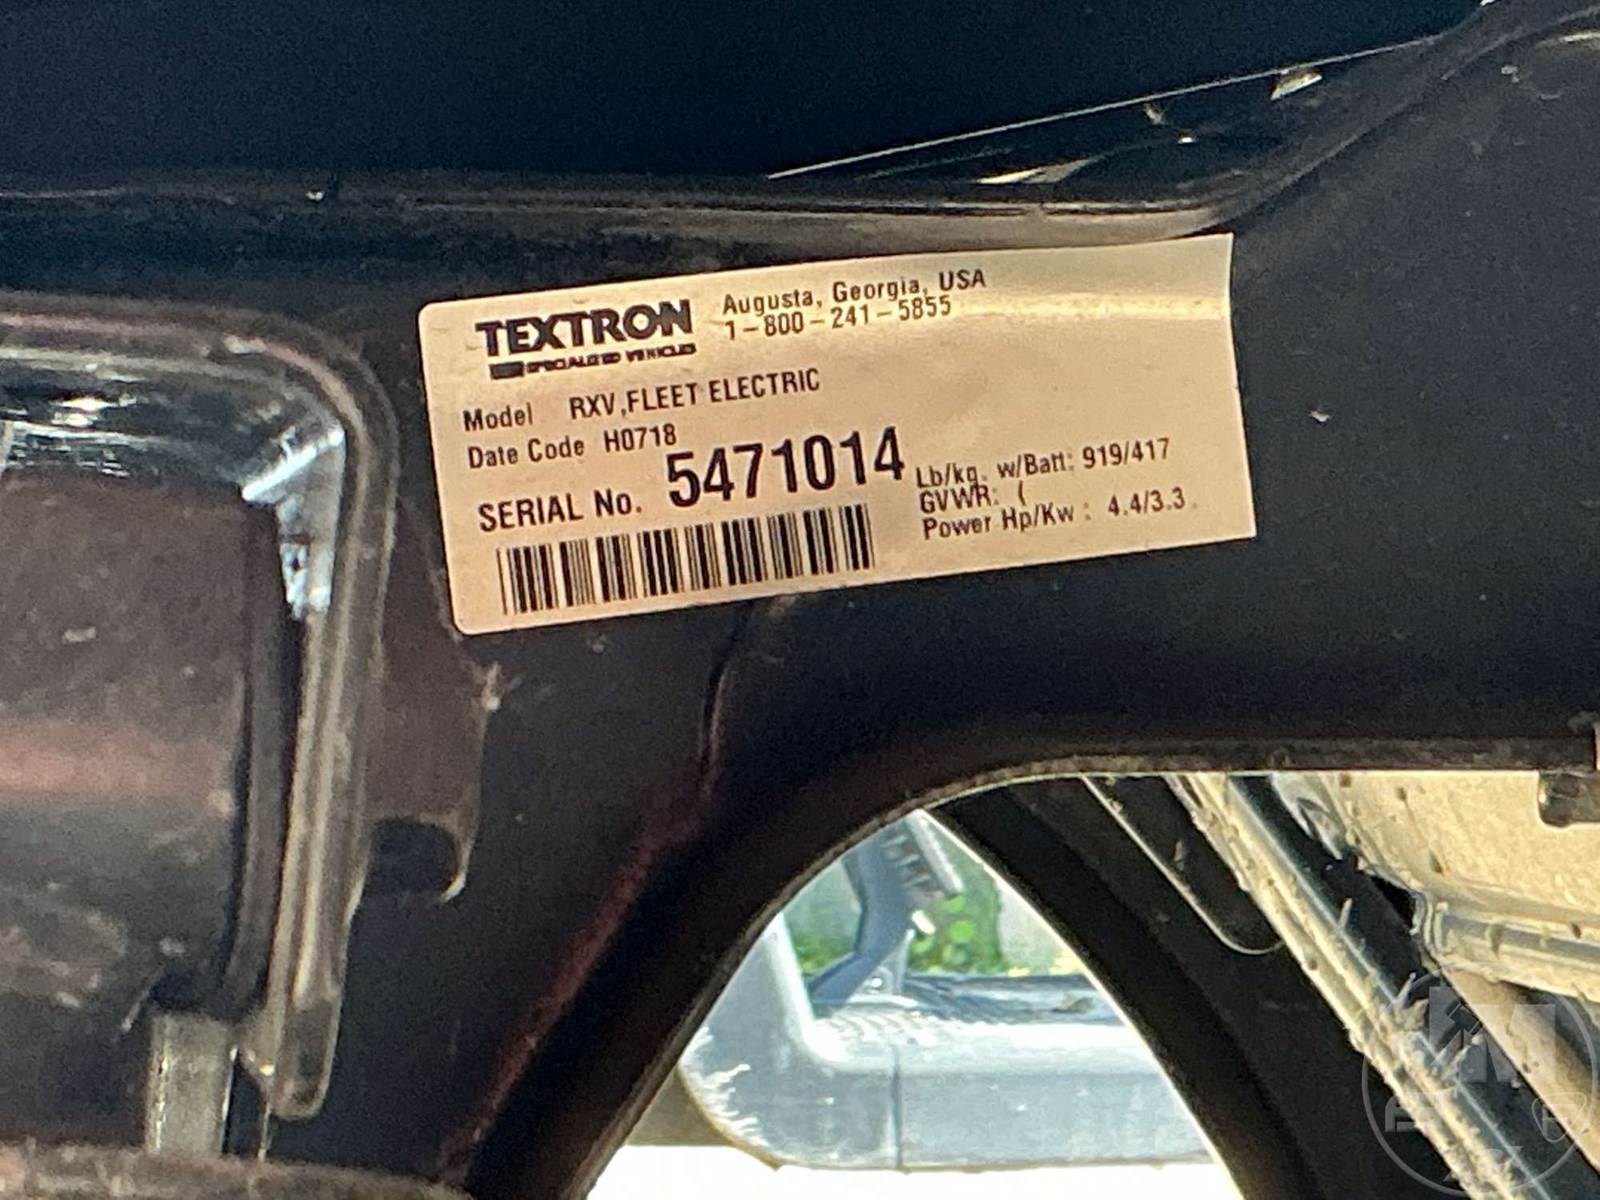 TEXTRON
SPECIALIZED VEHICLES
Augusta, Georgia, USA
1-800-241-5855
Model RXV,FLEET ELECTRIC
Date Code H0718
SERIAL No. 5471014
Lb/kg. w/Batt: 919/417
GVWR: (
Power Hp/Kw : 4.4/3.3